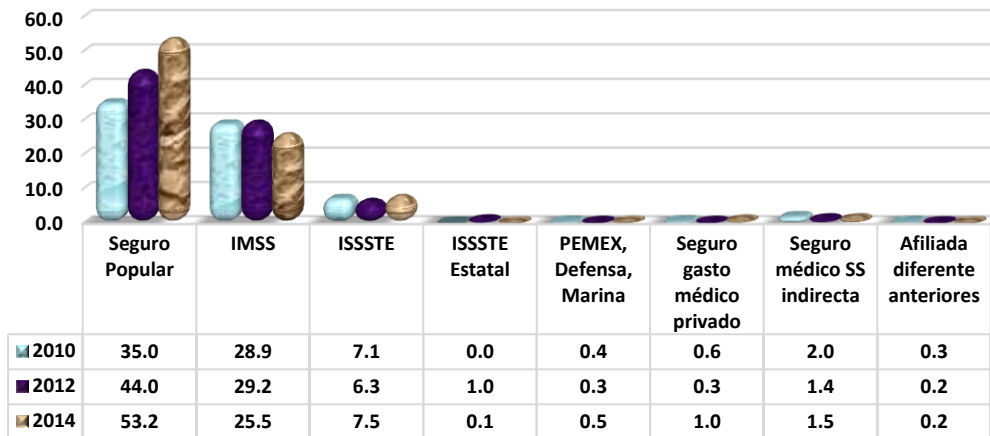 60.0
50.0
40.0
30.0
20.0
10.0
0.0
Seguro
Popular
IMSS
ISSSTE
ISSSTE
Estatal
PEMEX,
Defensa,
Marina
Seguro
gasto
médico
privado
Seguro
médico SS
indirecta
Afiliada
diferente
anteriores
2010 35.0 28.9 7.1 0.0 0.4 0.6 2.0 0.3
2012 44.0 29.2 6.3 1.0 0.3 0.3 1.4 0.2
2014 53.2 25.5 7.5 0.1 0.5 1.0 1.5 0.2